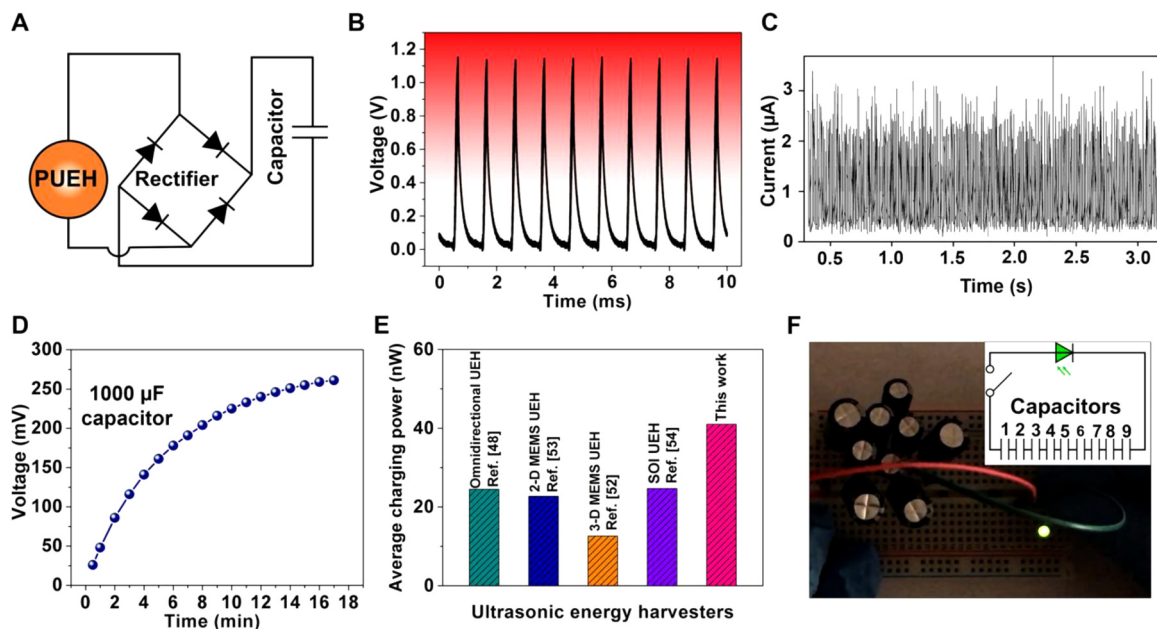 A
PUEH
Rectifier
Capacitor
B
Voltage (V)
1.2
1.0
0.8
0.6
0.4
0.2
0.0
0 2 4 6 8 10
Time (ms)
C
Current (µA)
3
2
1
0
0.5 1.0 1.5 2.0 2.5 3.0
Time (s)
D
Voltage (mV)
300
250
200
150
100
50
0
1000 µF
capacitor
0 2 4 6 8 10 12 14 16 18
Time (min)
E
Average charging power (nW)
60
40
20
0
Omnidirectional UEH
Ref. [48]
2-D MEMS UEH
Ref. [53]
3-D MEMS UEH
Ref. [52]
SOI UEH
Ref. [54]
This work
Ultrasonic energy harvesters
F
Capacitors
1 2 3 4 5 6 7 8 9